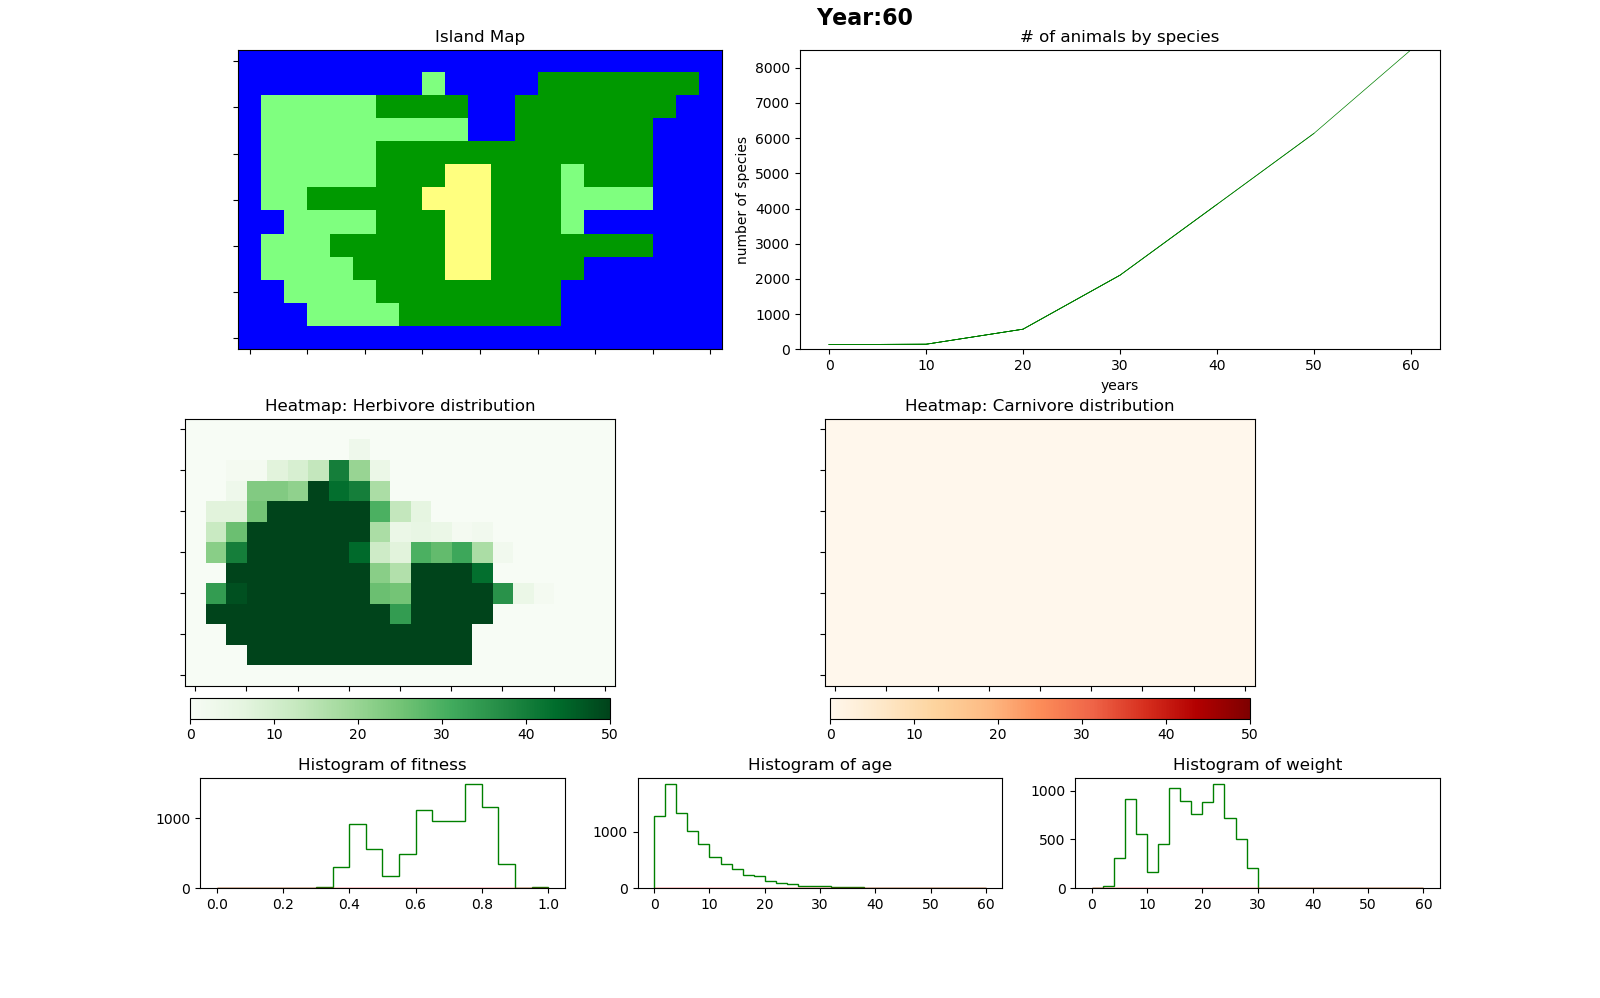 Year:60
Island Map
# of animals by species
8000
7000
6000
5000
4000
3000
2000
1000
0
number of species
0 10 20 30 40 50 60
years
Heatmap: Herbivore distribution
Heatmap: Carnivore distribution
0 10 20 30 40 50
0 10 20 30 40 50
Histogram of fitness
1000
0
0.0 0.2 0.4 0.6 0.8 1.0
Histogram of age
1000
0
0 10 20 30 40 50 60
Histogram of weight
1000
500
0
0 10 20 30 40 50 60